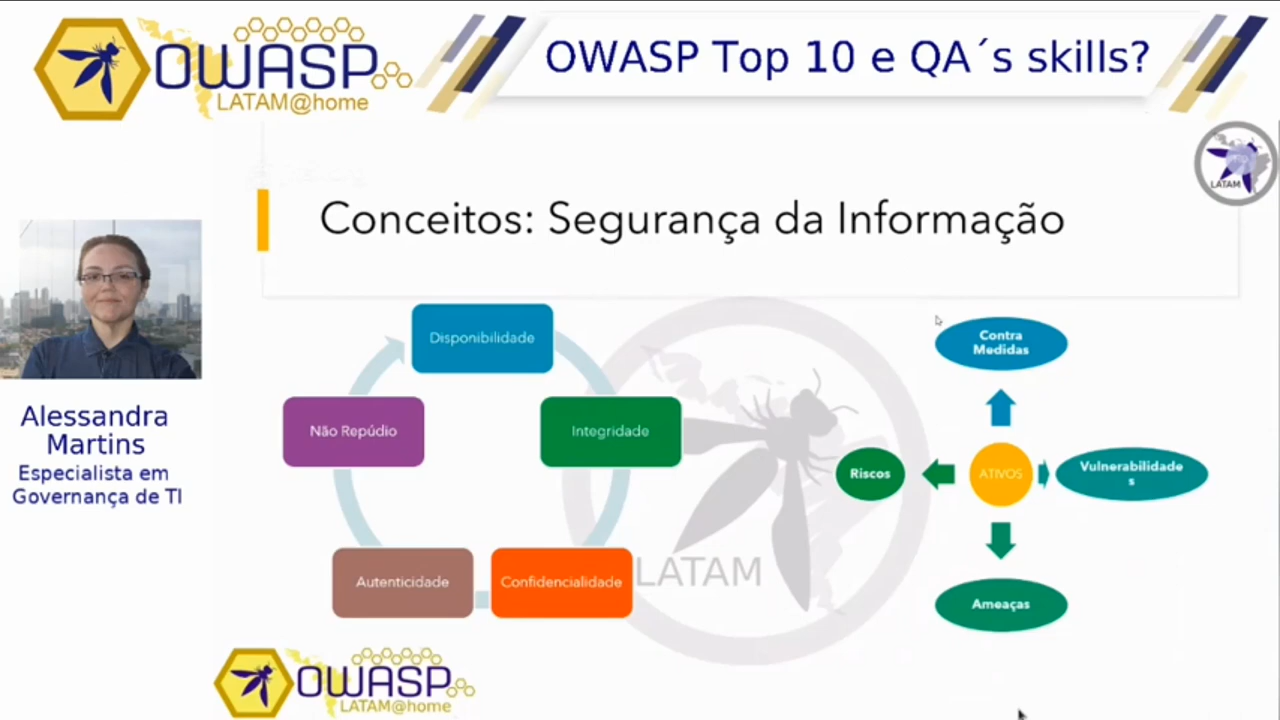 OWASP
LATAM@home
OWASP Top 10 e QA´s skills?
LATAM
Conceitos: Segurança da Informação
Alessandra
Martins
Especialista em
Governança de TI
Disponibilidade
Não Repúdio
Integridade
Autenticidade
Confidencialidade
LATAM
Contra
Medidas
Riscos
ATIVOS
Vulnerabilidade
s
Ameaças
OWASP
LATAM@home